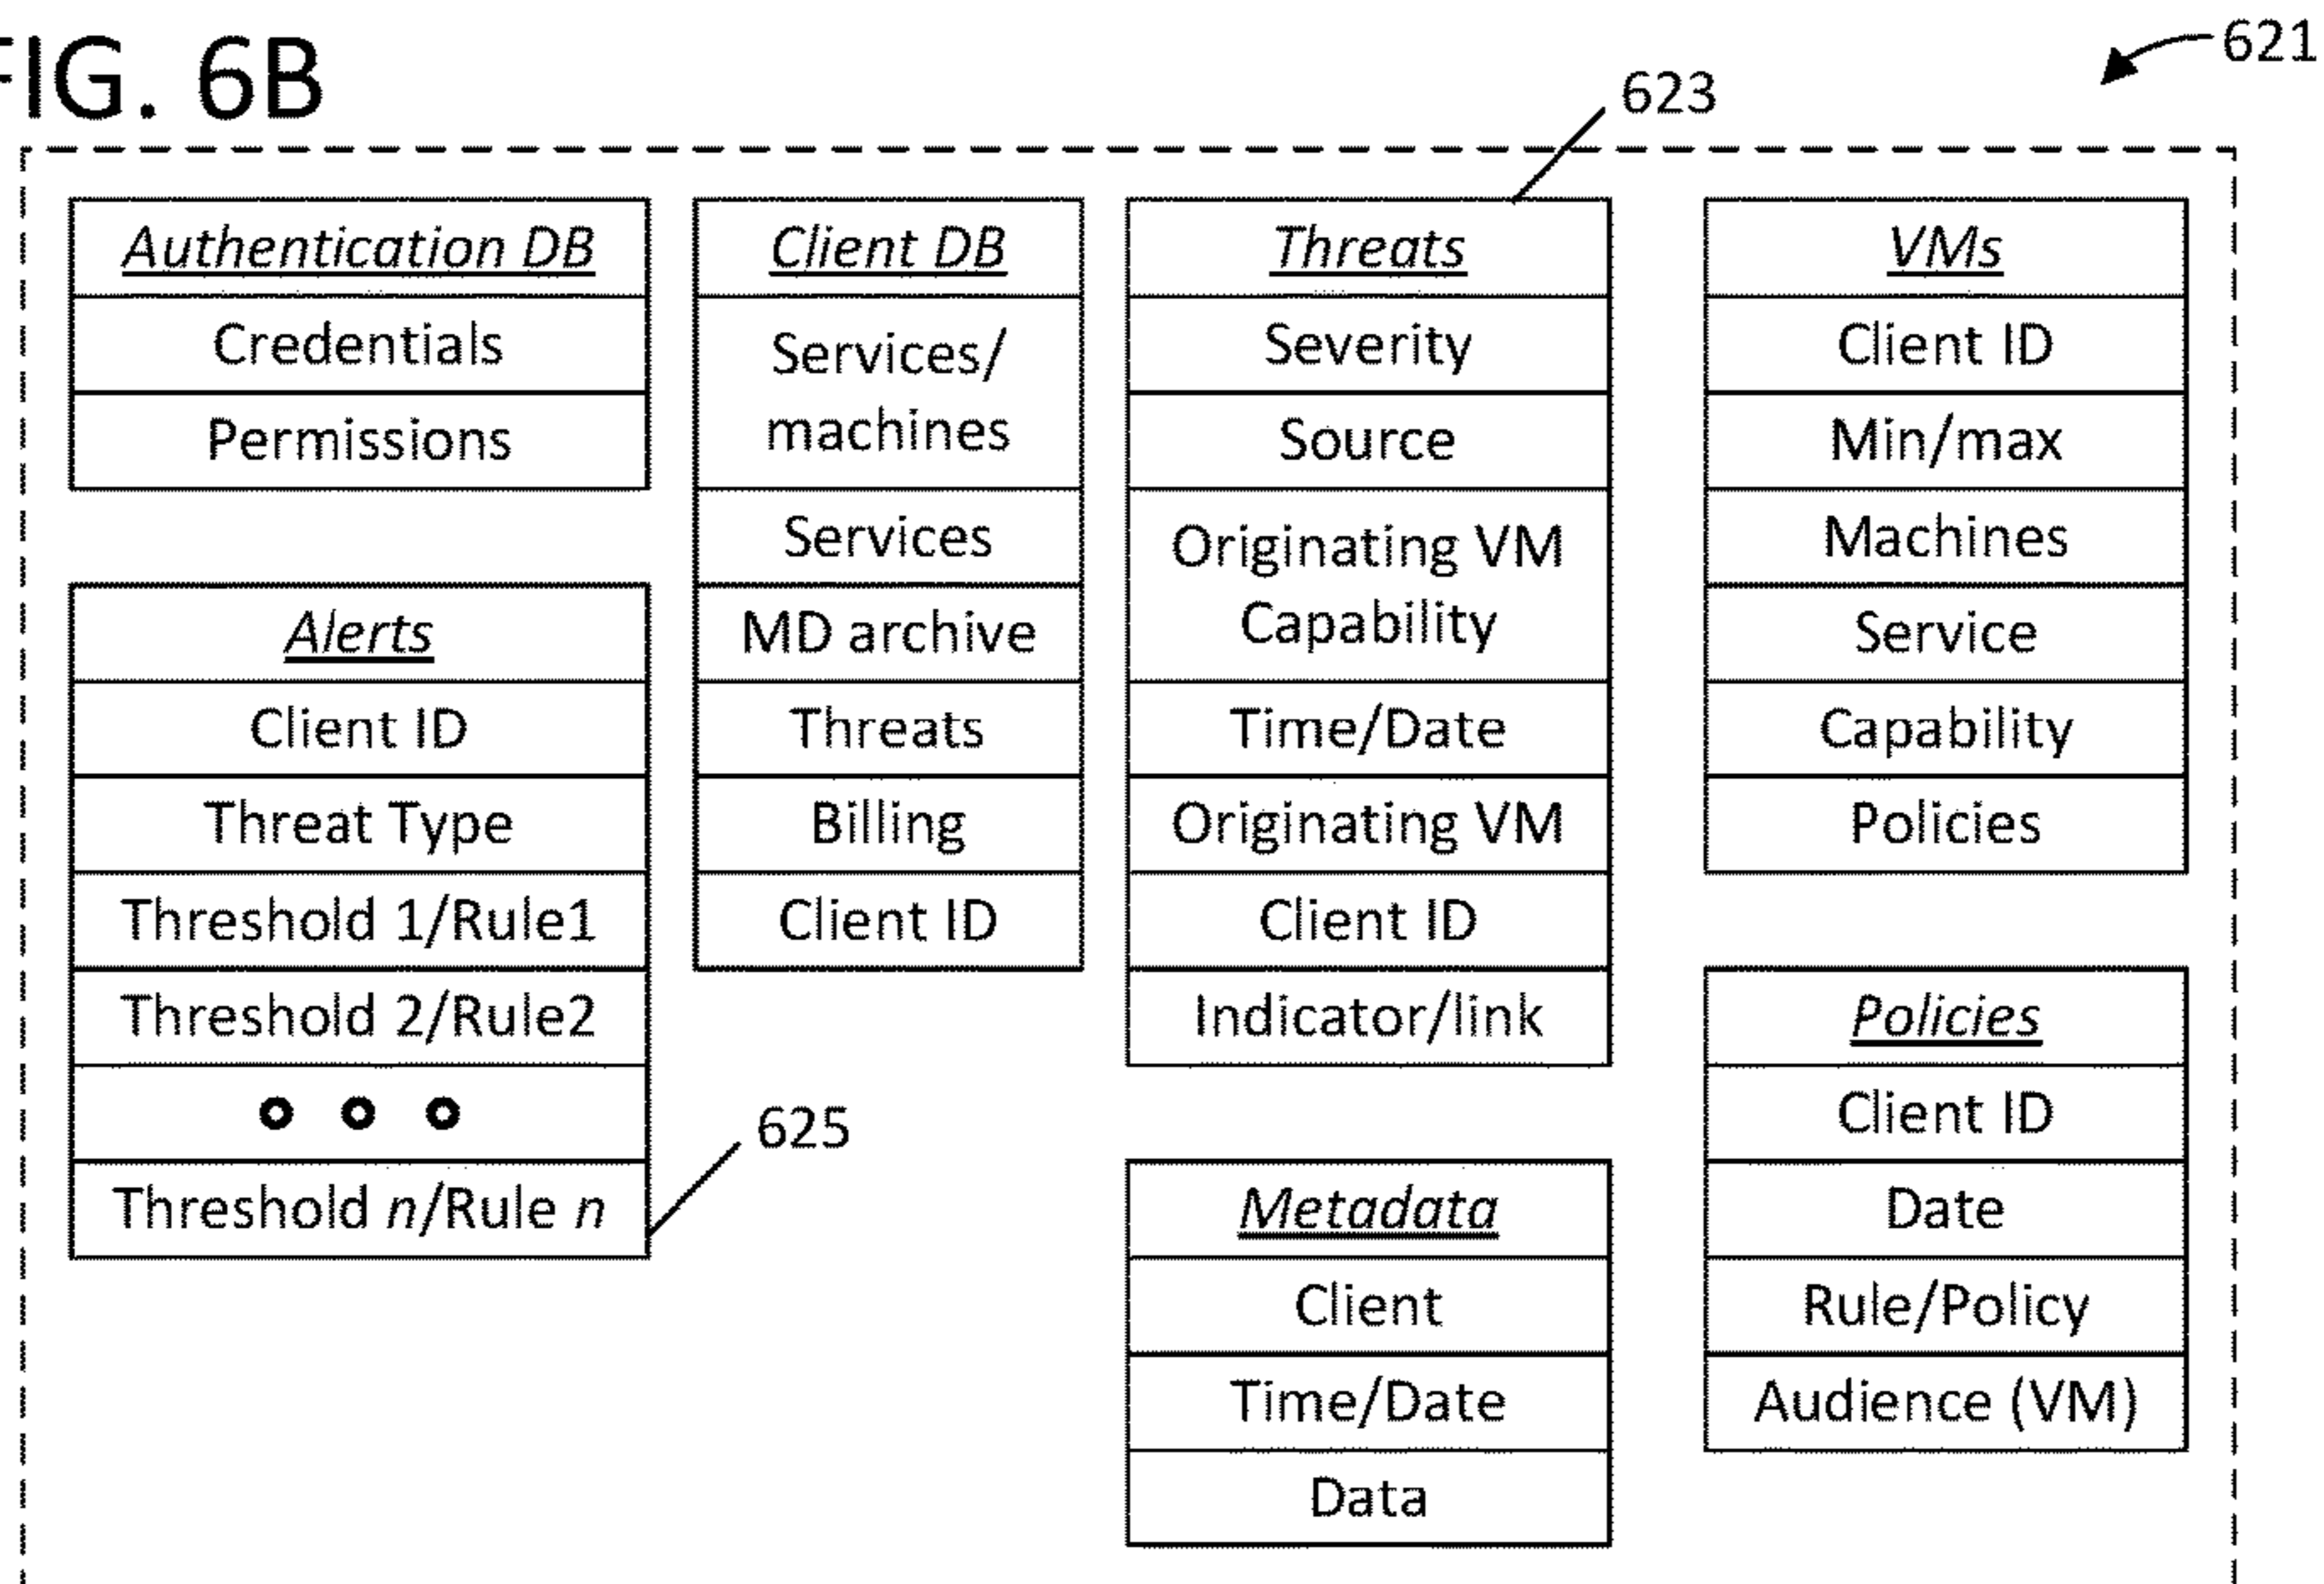 FIG. 6B
621
623
Authentication DB
Credentials
Permissions
Alerts
Client ID
Threat Type
Threshold 1/Rule1
Threshold 2/Rule2
Threshold n/Rule n
625
Client DB
Services/
machines
Services
MD archive
Threats
Billing
Client ID
Threats
Severity
Source
Originating VM
Capability
Time/Date
Originating VM
Client ID
Indicator/link
Metadata
Client
Time/Date
Data
VMs
Client ID
Min/max
Machines
Service
Capability
Policies
Policies
Client ID
Date
Rule/Policy
Audience (VM)